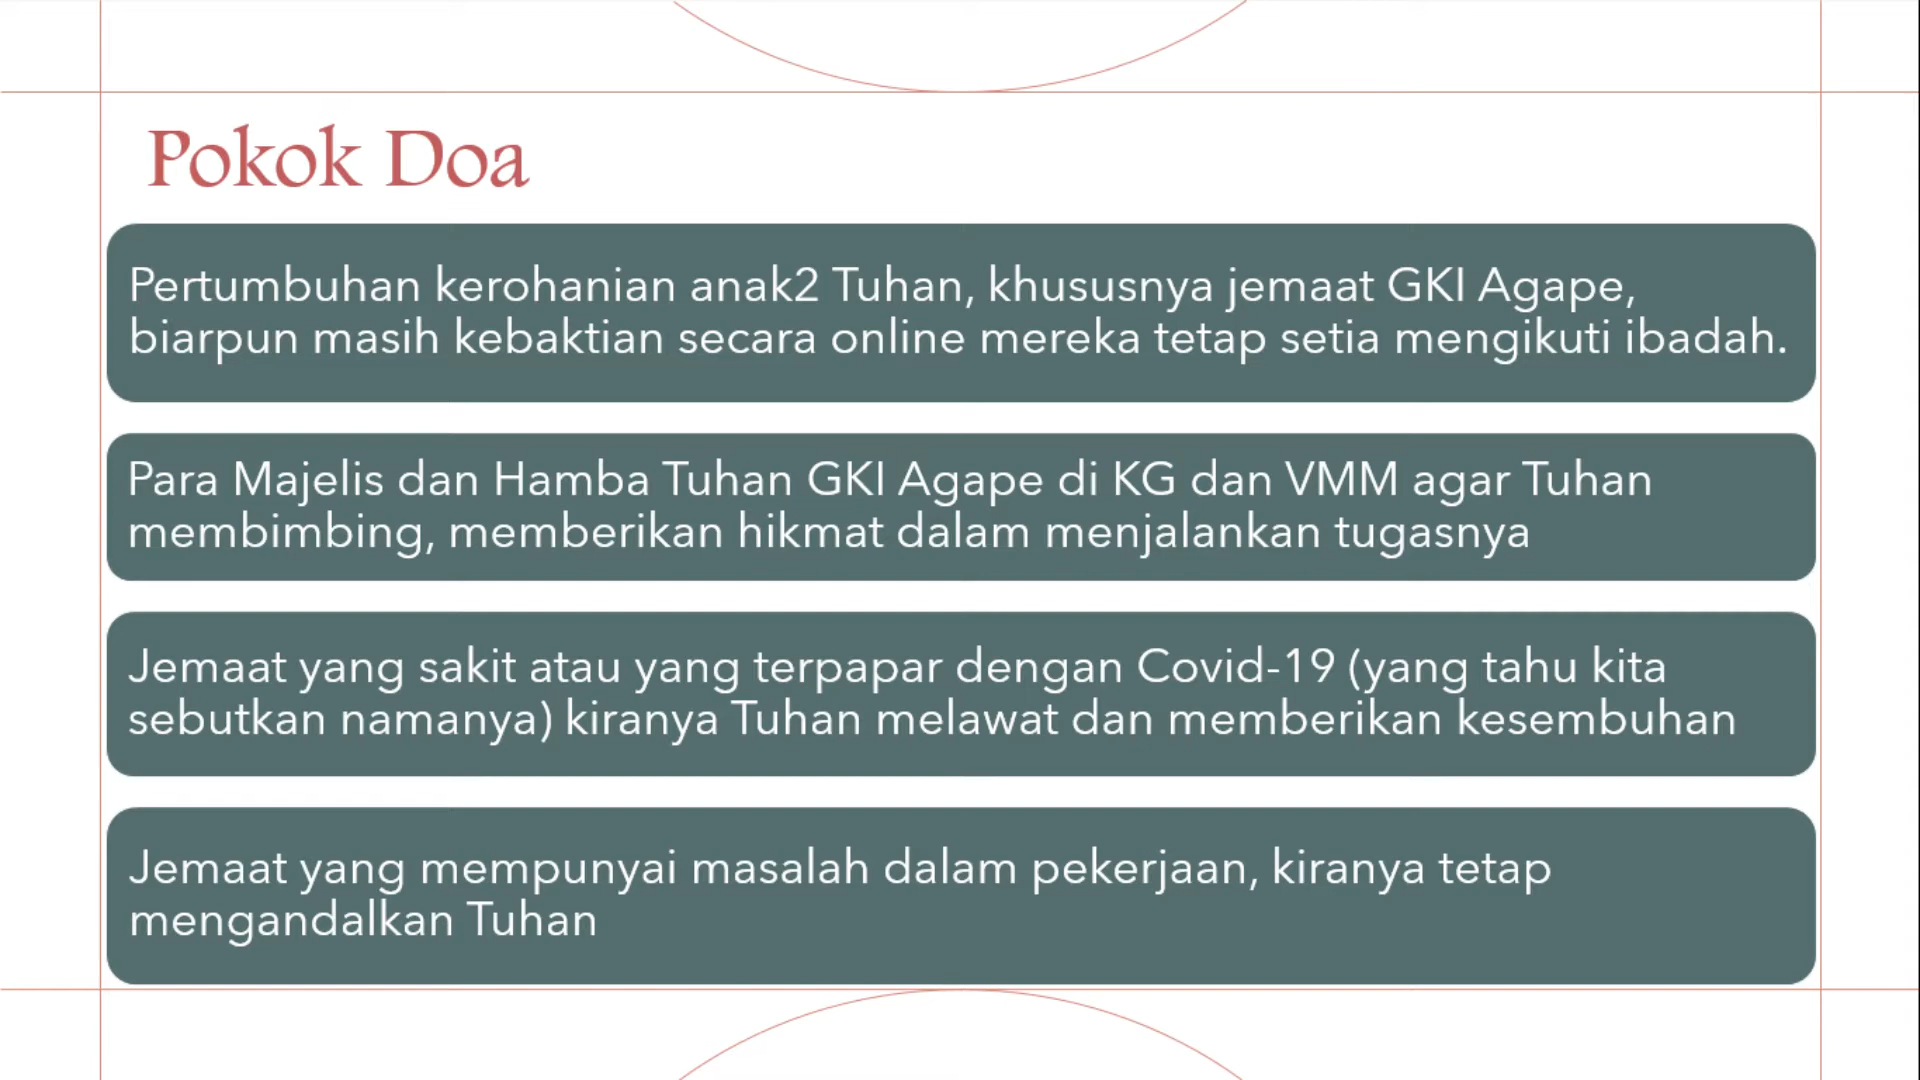 Pokok Doa
Pertumbuhan kerohanian anak2 Tuhan, khususnya jemaat GKI Agape,
biarpun masih kebaktian secara online mereka tetap setia mengikuti ibadah.
Para Majelis dan Hamba Tuhan GKI Agape di KG dan VMM agar Tuhan
membimbing, memberikan hikmat dalam menjalankan tugasnya
Jemaat yang sakit atau yang terpapar dengan Covid-19 (yang tahu kita
sebutkan namanya) kiranya Tuhan melawat dan memberikan kesembuhan
Jemaat yang mempunyai masalah dalam pekerjaan, kiranya tetap
mengandalkan Tuhan